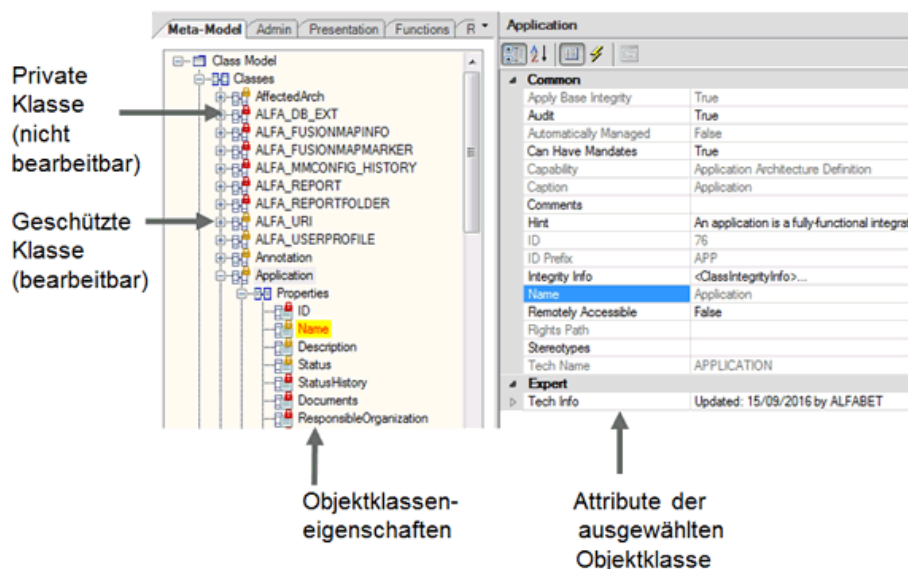 Meta-Model Admin Presentation Functions R
Class Model
Classes
AffectedArch
ALFA_DB_EXT
ALFA_FUSIONMAPINFO
ALFA_FUSIONMAPMARKER
ALFA_MMCONFIG_HISTORY
ALFA_REPORT
ALFA_REPORTFOLDER
ALFA_URI
ALFA_USERPROFILE
Annotation
Application
Properties
ID
Name
Description
Status
StatusHistory
Documents
ResponsibleOrganization
Private
Klasse
(nicht
bearbeitbar)
Geschützte
Klasse
(bearbeitbar)
Application
Common
Apply Base Integrity True
Audit True
Automatically Managed False
Can Have Mandates True
Capability Application Architecture Definition
Caption Application
Comments
Hint An application is a fully-functional integrat
ID 76
ID Prefix APP
Integrity Info <ClassIntegrityInfo>...
Name Application
Remotely Accessible False
Rights Path
Stereotypes
Tech Name APPLICATION
Expert
Tech Info Updated: 15/09/2016 by ALFABET
Objektklassen-
eigenschaften
Attribute der
ausgewählten
Objektklasse